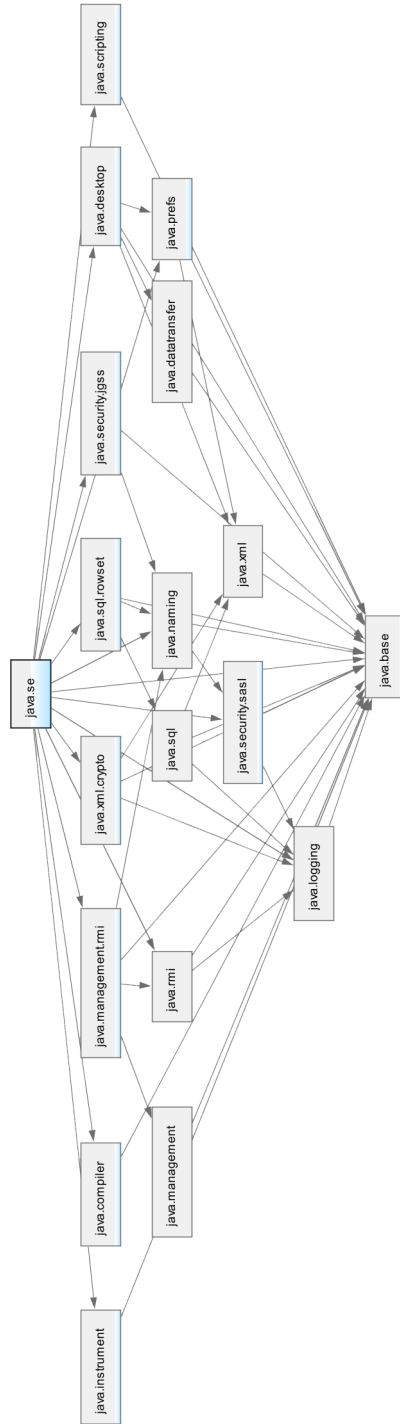 java.se
java.instrument
java.compiler
java.management.rmi
java.xml.crypto
java.sql.rowset
java.security.jgss
java.desktop
java.scripting
java.management
java.rmi
java.sql
java.naming
java.datatransfer
java.prefs
java.security.sasl
java.xml
java.logging
java.base